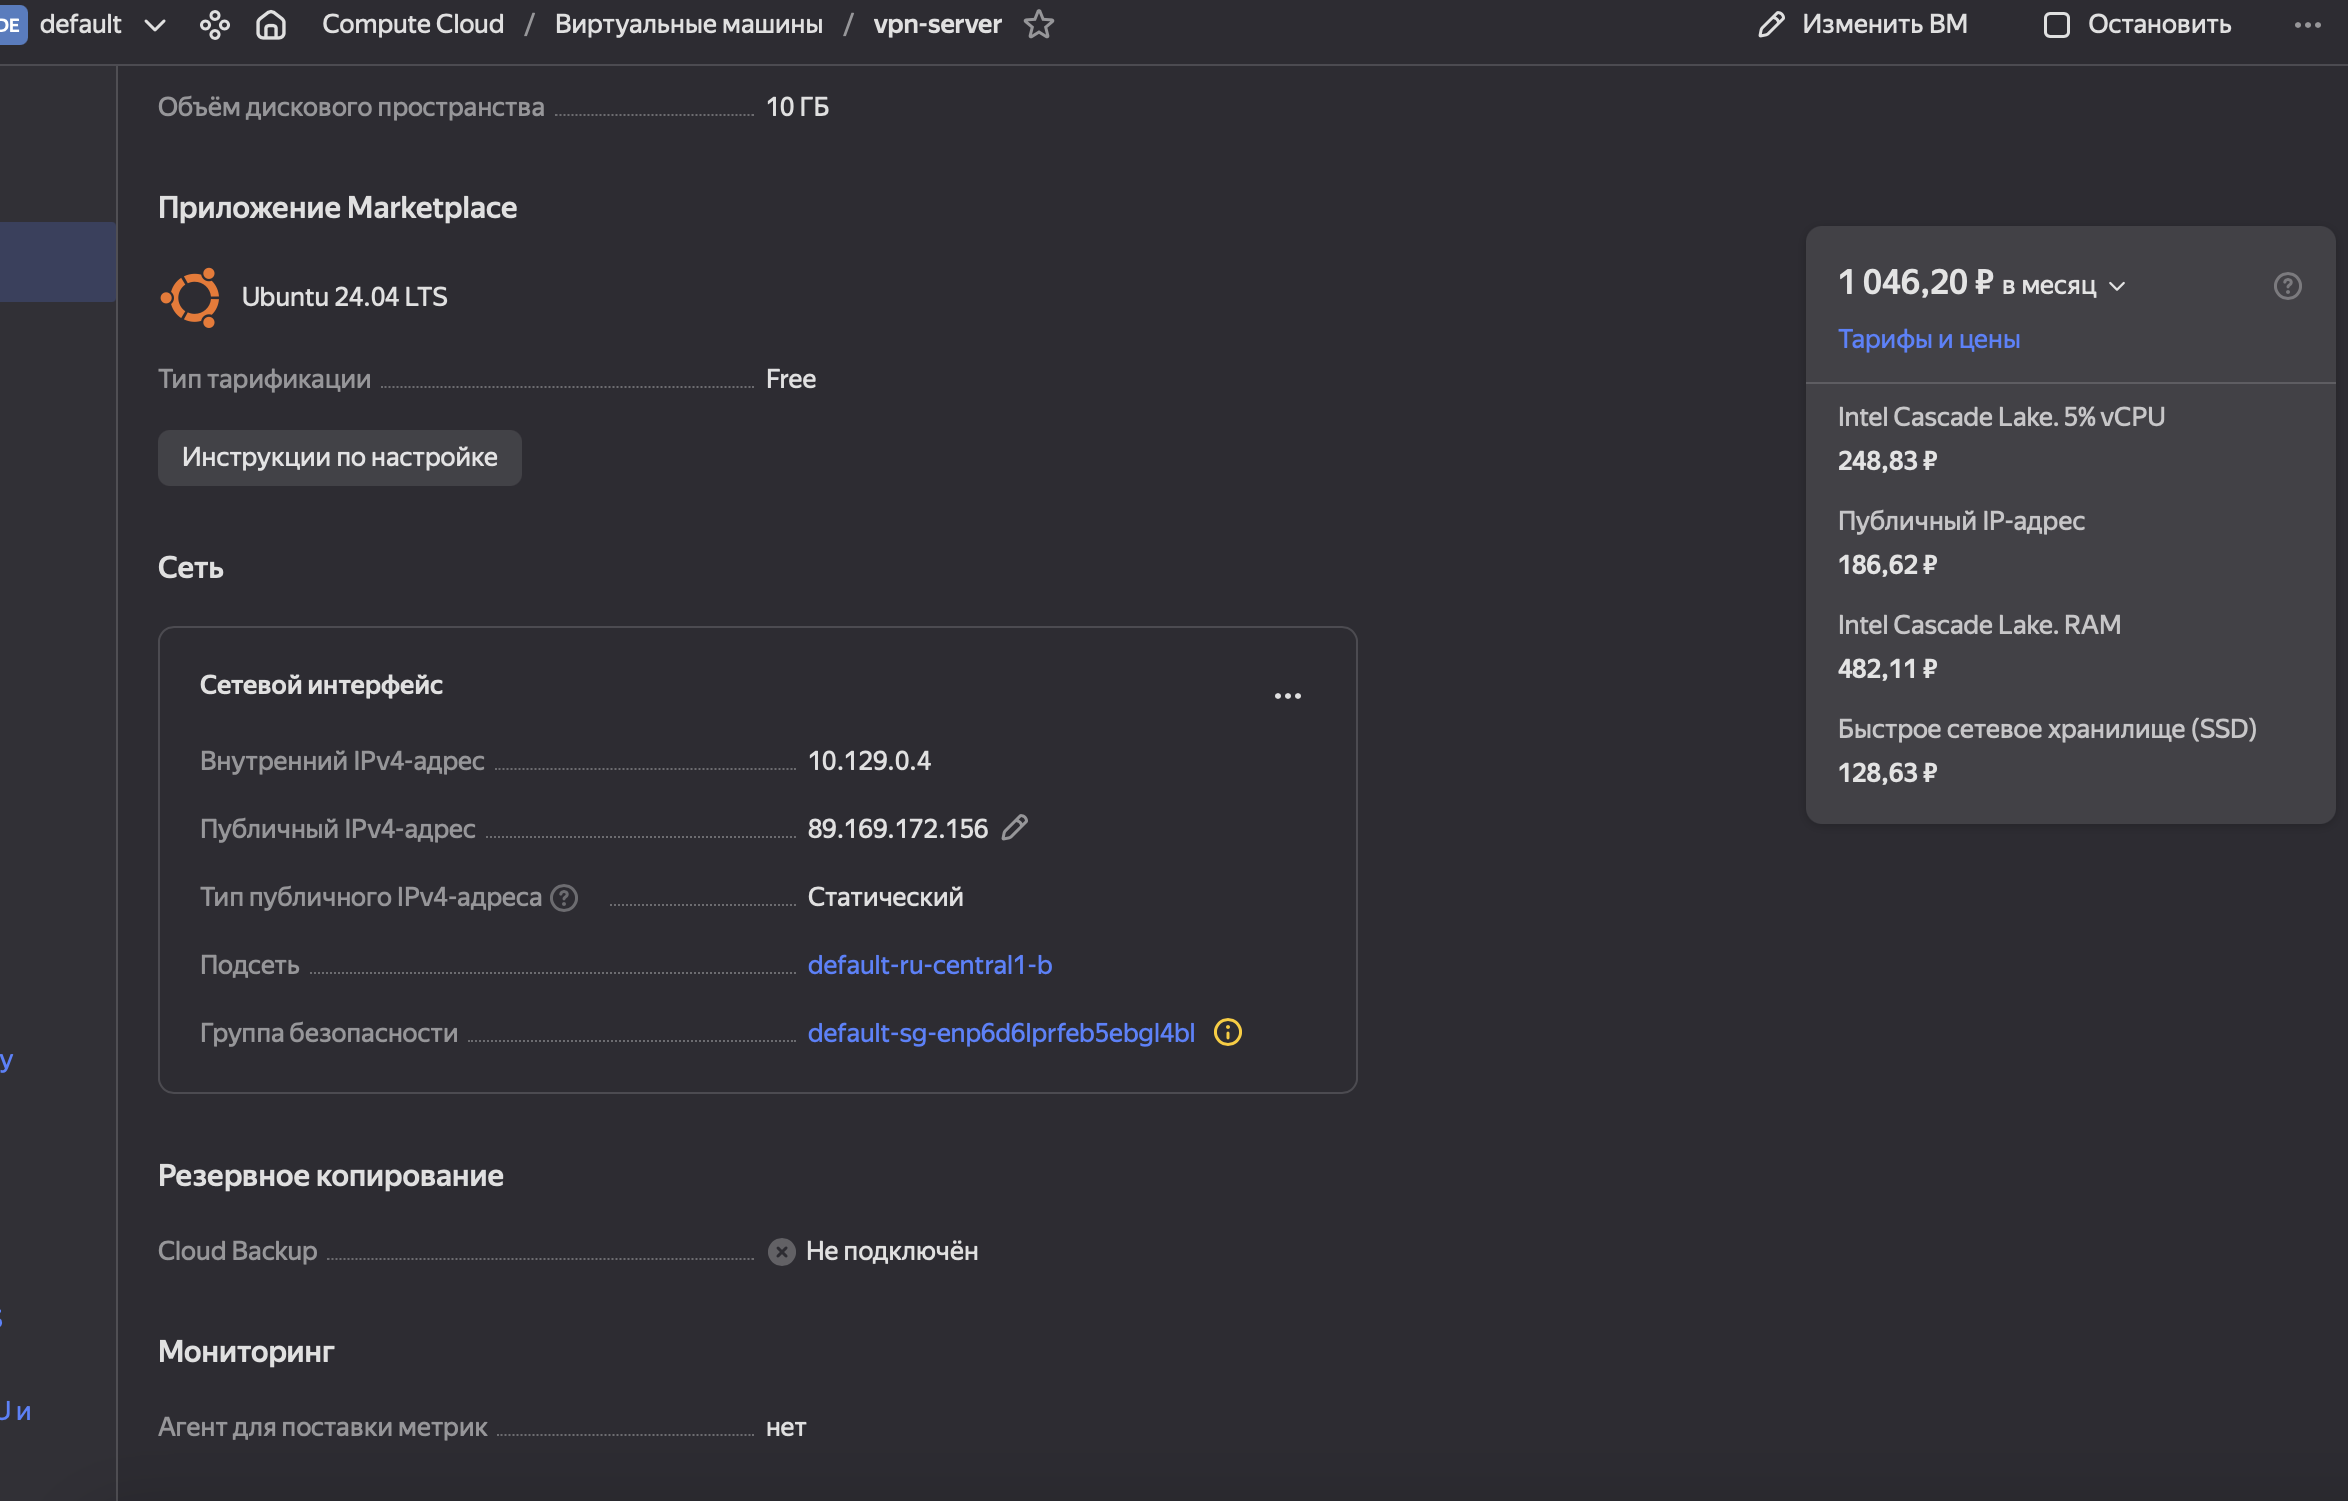 DE default Compute Cloud / Виртуальные машины / vpn-server Изменить ВМ Остановить
Объём дискового пространства 10 ГБ
Приложение Marketplace
Ubuntu 24.04 LTS
Тип тарификации Free
Инструкции по настройке
Сеть
Сетевой интерфейс
Внутренний IPv4-адрес 10.129.0.4
Публичный IPv4-адрес 89.169.172.156
Тип публичного IPv4-адреса Статический
Подсеть default-ru-central1-b
Группа безопасности default-sg-enp6d6lprfeb5ebgl4bl
Резервное копирование
Cloud Backup Не подключён
Мониторинг
Агент для поставки метрик нет
1 046,20 ₽ в месяц
Тарифы и цены
Intel Cascade Lake. 5% vCPU
248,83 ₽
Публичный IP-адрес
186,62 ₽
Intel Cascade Lake. RAM
482,11 ₽
Быстрое сетевое хранилище (SSD)
128,63 ₽